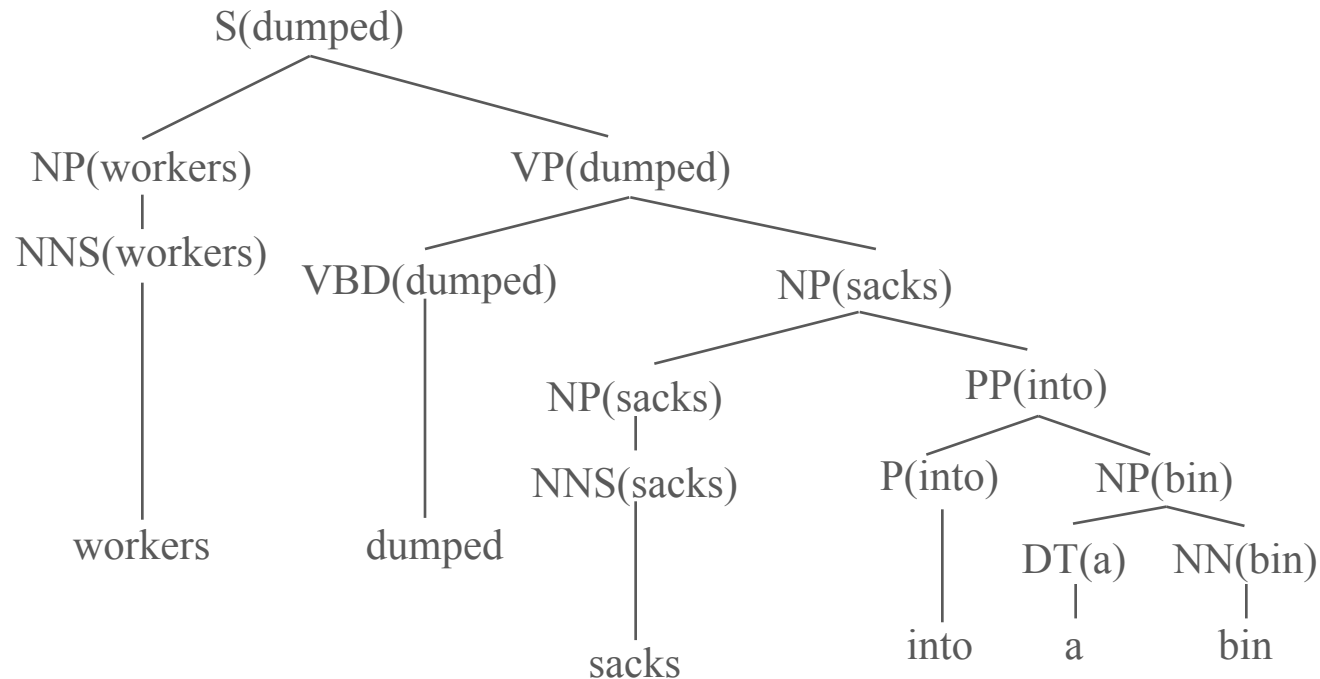 S(dumped)
NP(workers) VP(dumped)
NNS(workers) VBD(dumped) NP(sacks)
NP(sacks) PP(into)
NNS(sacks) P(into) NP(bin)
workers dumped DT(a) NN(bin)
sacks into a bin